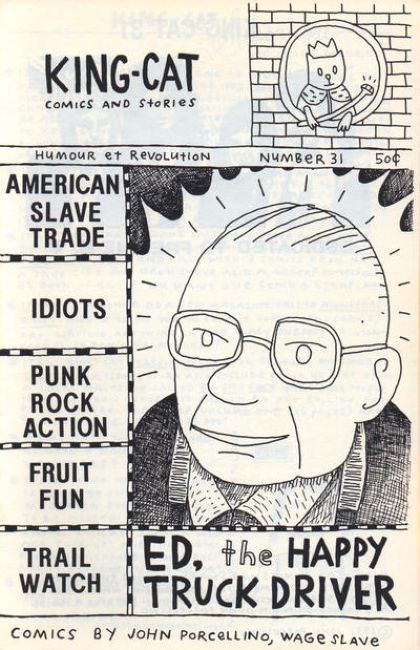 KING-CAT
COMICS AND STORIES
HUMOUR et REVOLUTION NUMBER 31 50¢
AMERICAN
SLAVE
TRADE
IDIOTS
PUNK
ROCK
ACTION
FRUIT
FUN
TRAIL
WATCH
ED, the HAPPY
TRUCK DRIVER
COMICS BY JOHN PORCELLINO, WAGE SLAVE